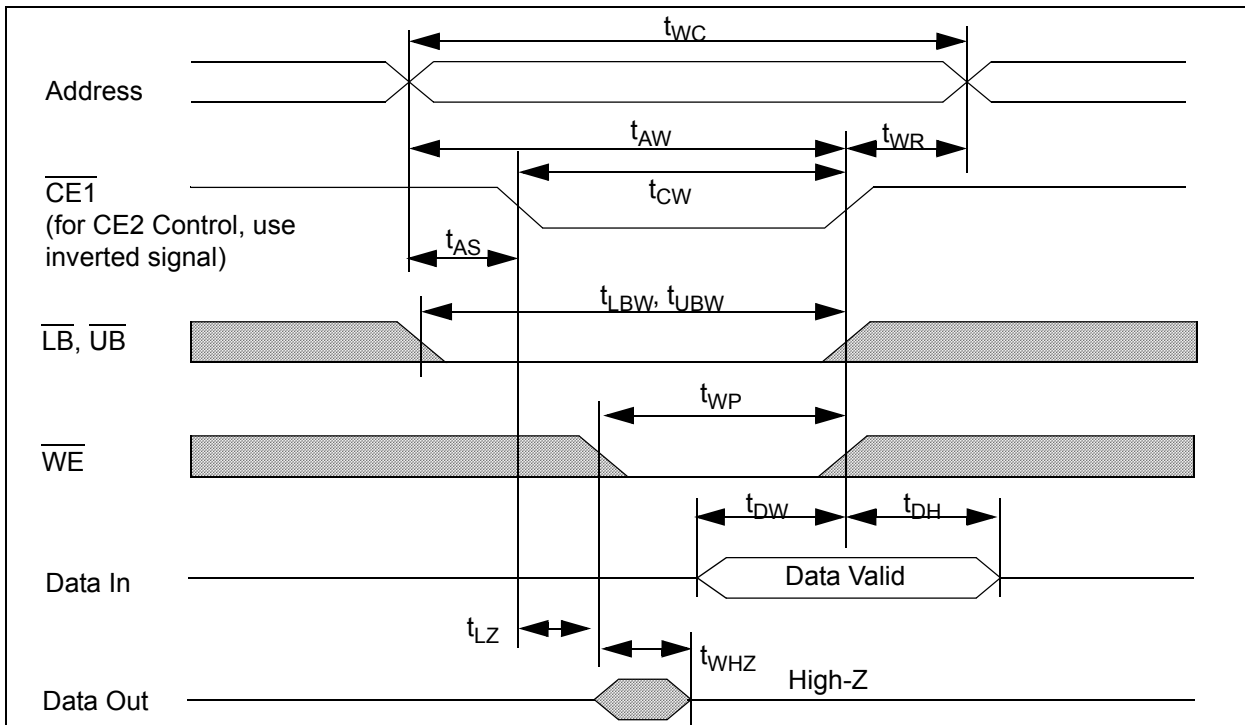 tWC
Address
tAW
tWR
CE1
tCW
(for CE2 Control, use
inverted signal)
tAS
tLBW, tUBW
LB, UB
tWP
WE
tDW
tDH
Data In
Data Valid
tLZ
tWHZ
High-Z
Data Out